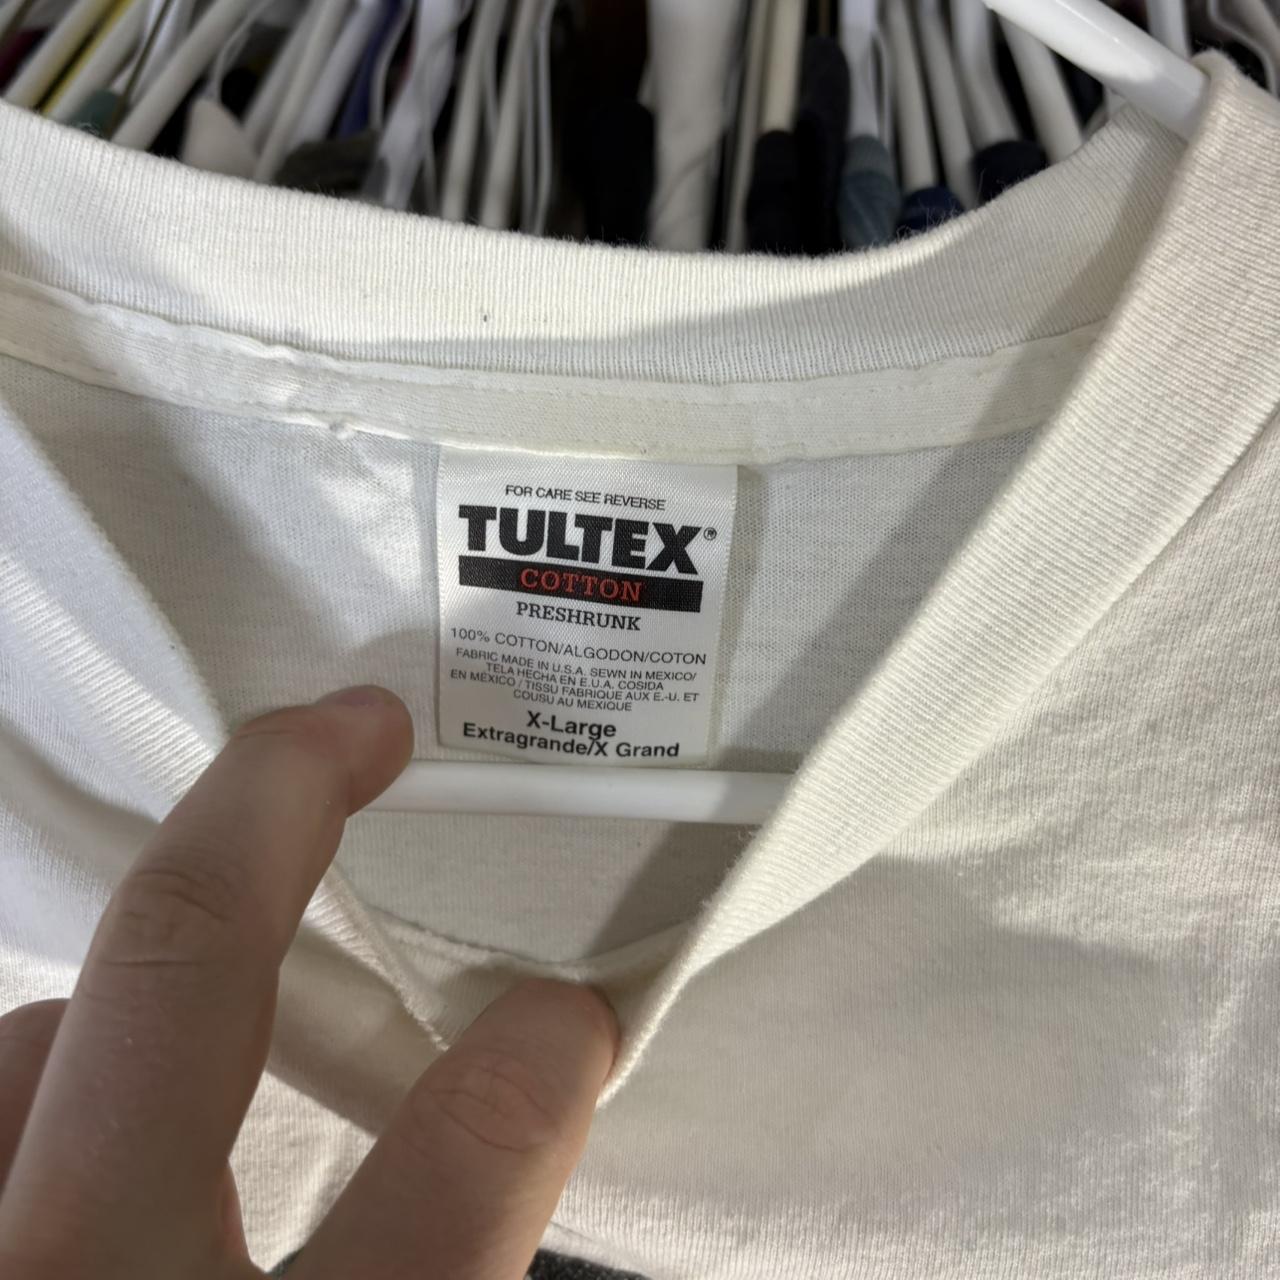 FOR CARE SEE REVERSE
TULTEX®
COTTON
PRESHRUNK
100% COTTON/ALGODON/COTON
FABRIC MADE IN U.S.A. SEWN IN MEXICO/
TELA HECHA EN E.U.A. COSIDA
EN MÉXICO / TISSU FABRIQUE AUX E.-U. ET
COUSU AU MEXIQUE
X-Large
Extragrande/X Grand